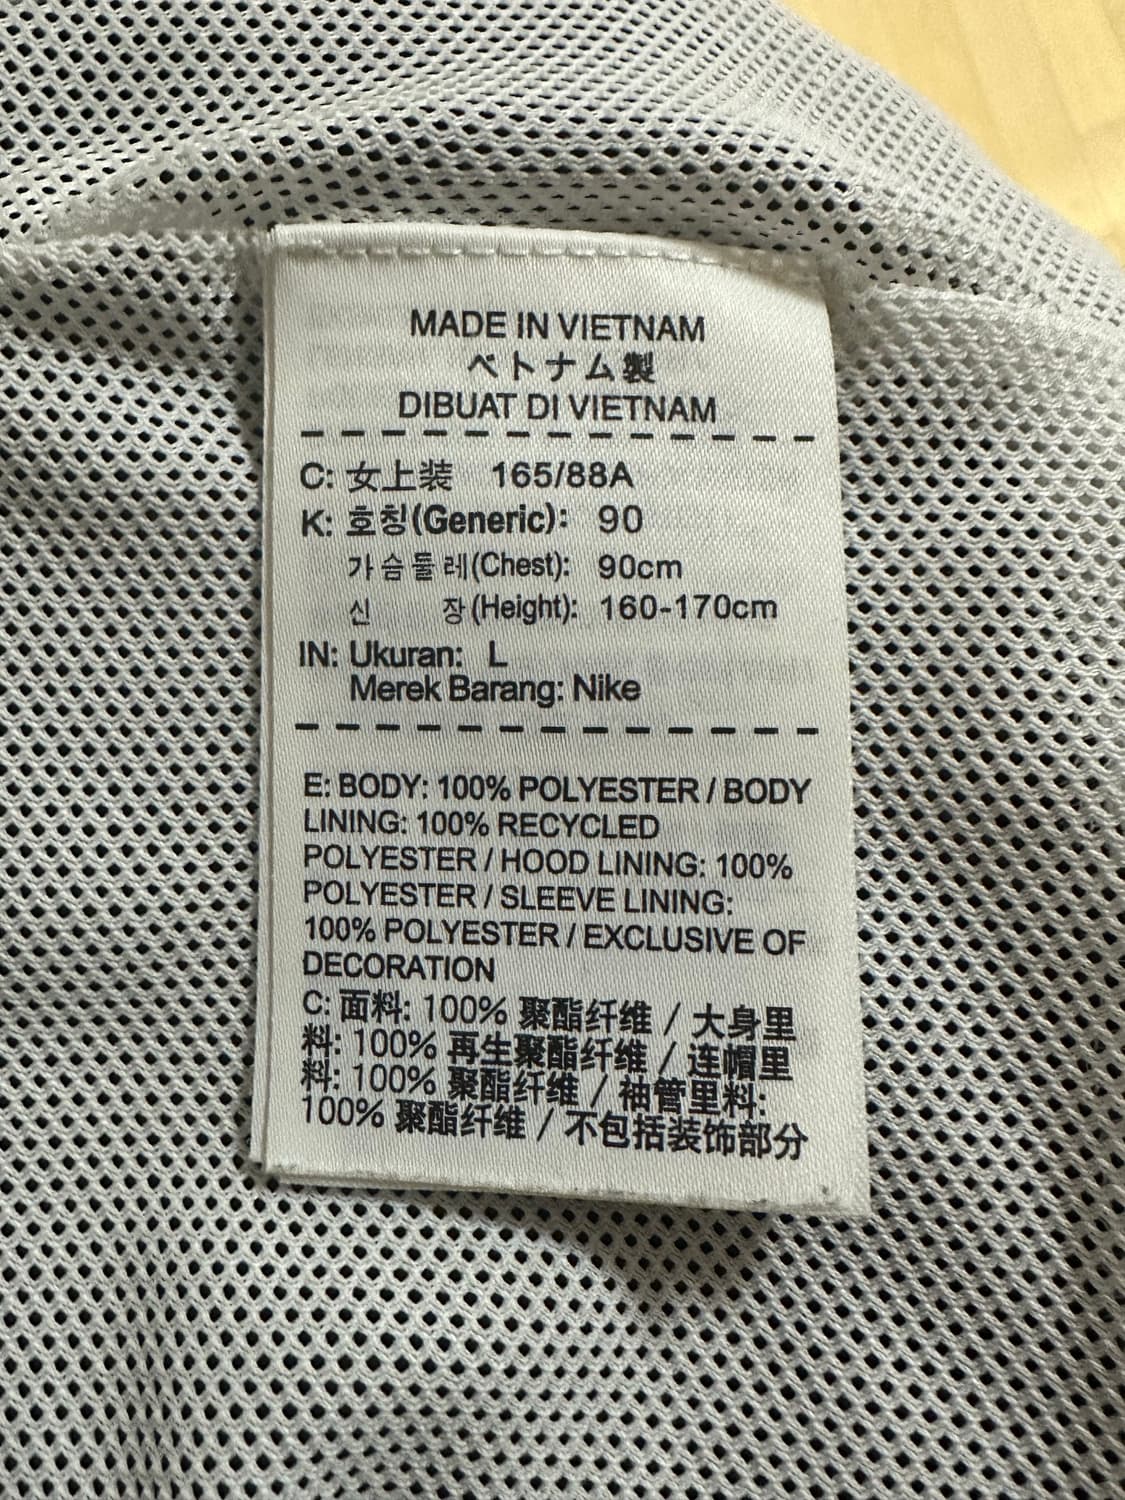 MADE IN VIETNAM
ベトナム製
DIBUAT DI VIETNAM
C: 女上装 165/88A
K: 호칭(Generic): 90
가슴둘레(Chest): 90cm
신 장(Height): 160-170cm
IN: Ukuran: L
Merek Barang: Nike
E: BODY: 100% POLYESTER / BODY
LINING: 100% RECYCLED
POLYESTER / HOOD LINING: 100%
POLYESTER / SLEEVE LINING:
100% POLYESTER / EXCLUSIVE OF
DECORATION
C: 面料: 100% 聚酯纤维 / 大身里
料: 100% 再生聚酯纤维 / 连帽里
料: 100% 聚酯纤维 / 袖管里料:
100% 聚酯纤维 / 不包括装饰部分